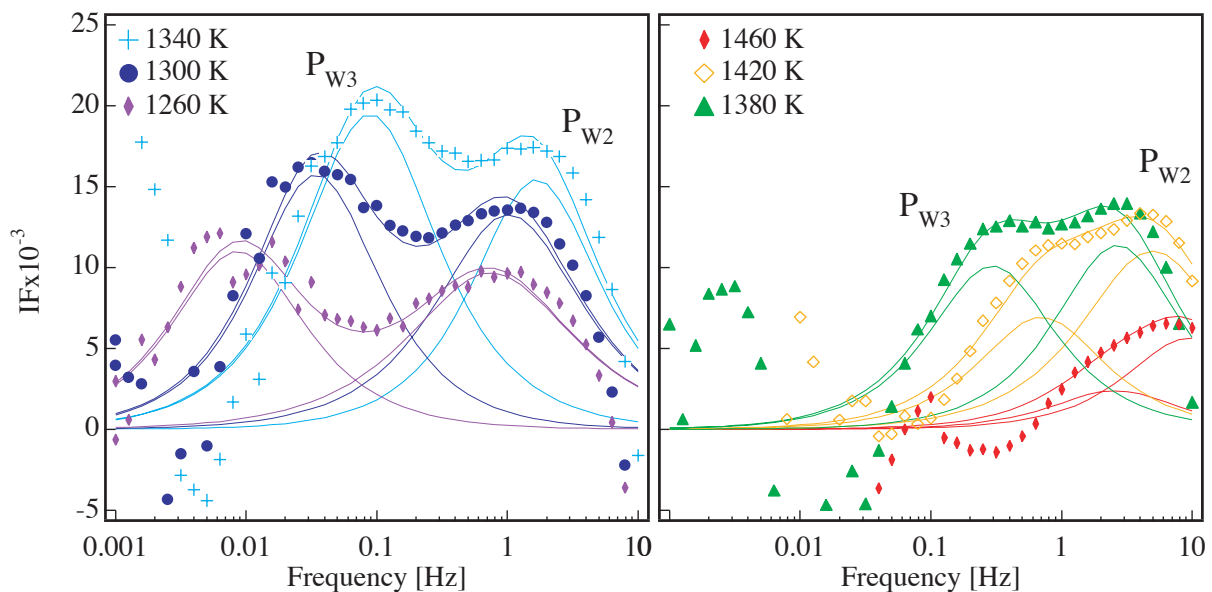 25
20
15
10
5
0
-5
IFx10⁻³
1340 K
1300 K
1260 K
P_W3
P_W2
0.001
0.01
0.1
1
10
Frequency [Hz]
1460 K
1420 K
1380 K
P_W3
P_W2
0.01
0.1
1
10
Frequency [Hz]